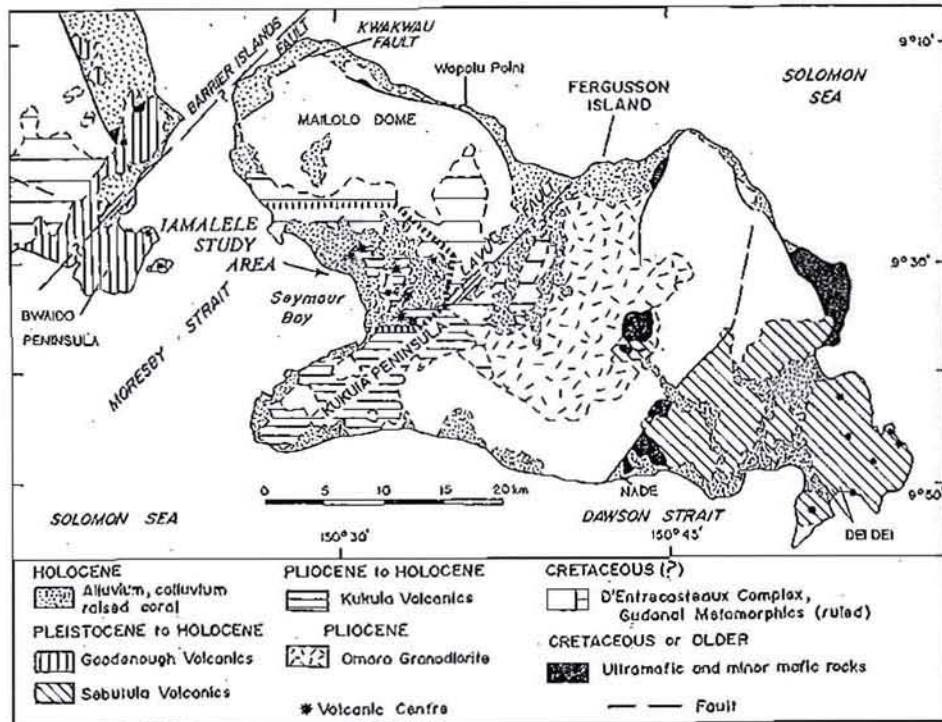 KWAKWAU
FAULT
9°10'
BARRIER ISLANDS
FAULT
?
Wapolu Point
SOLOMON
SEA
FERGUSSON
ISLAND
MAILOLO DOME
IAMALELE
STUDY
AREA
LAVU FAULT
9°30'
Seymour
Bay
BWAIDO
PENINSULA
MORESBY STRAIT
KUKUIA PENINSULA
0 5 10 15 20 km
NADE
9°50'
SOLOMON SEA
DAWSON STRAIT
DEI DEI
150°30'
150°45'
HOLOCENE
Alluvium, colluvium
raised coral
PLEISTOCENE to HOLOCENE
Goodenough Volcanics
Sebutuia Volcanics
PLIOCENE to HOLOCENE
Kukuia Volcanics
PLIOCENE
Omara Granodiorite
Volcanic Centre
CRETACEOUS (?)
D'Entrecasteaux Complex,
Gudanal Metamorphics (ruled)
CRETACEOUS or OLDER
Ultramafic and minor mafic rocks
Fault